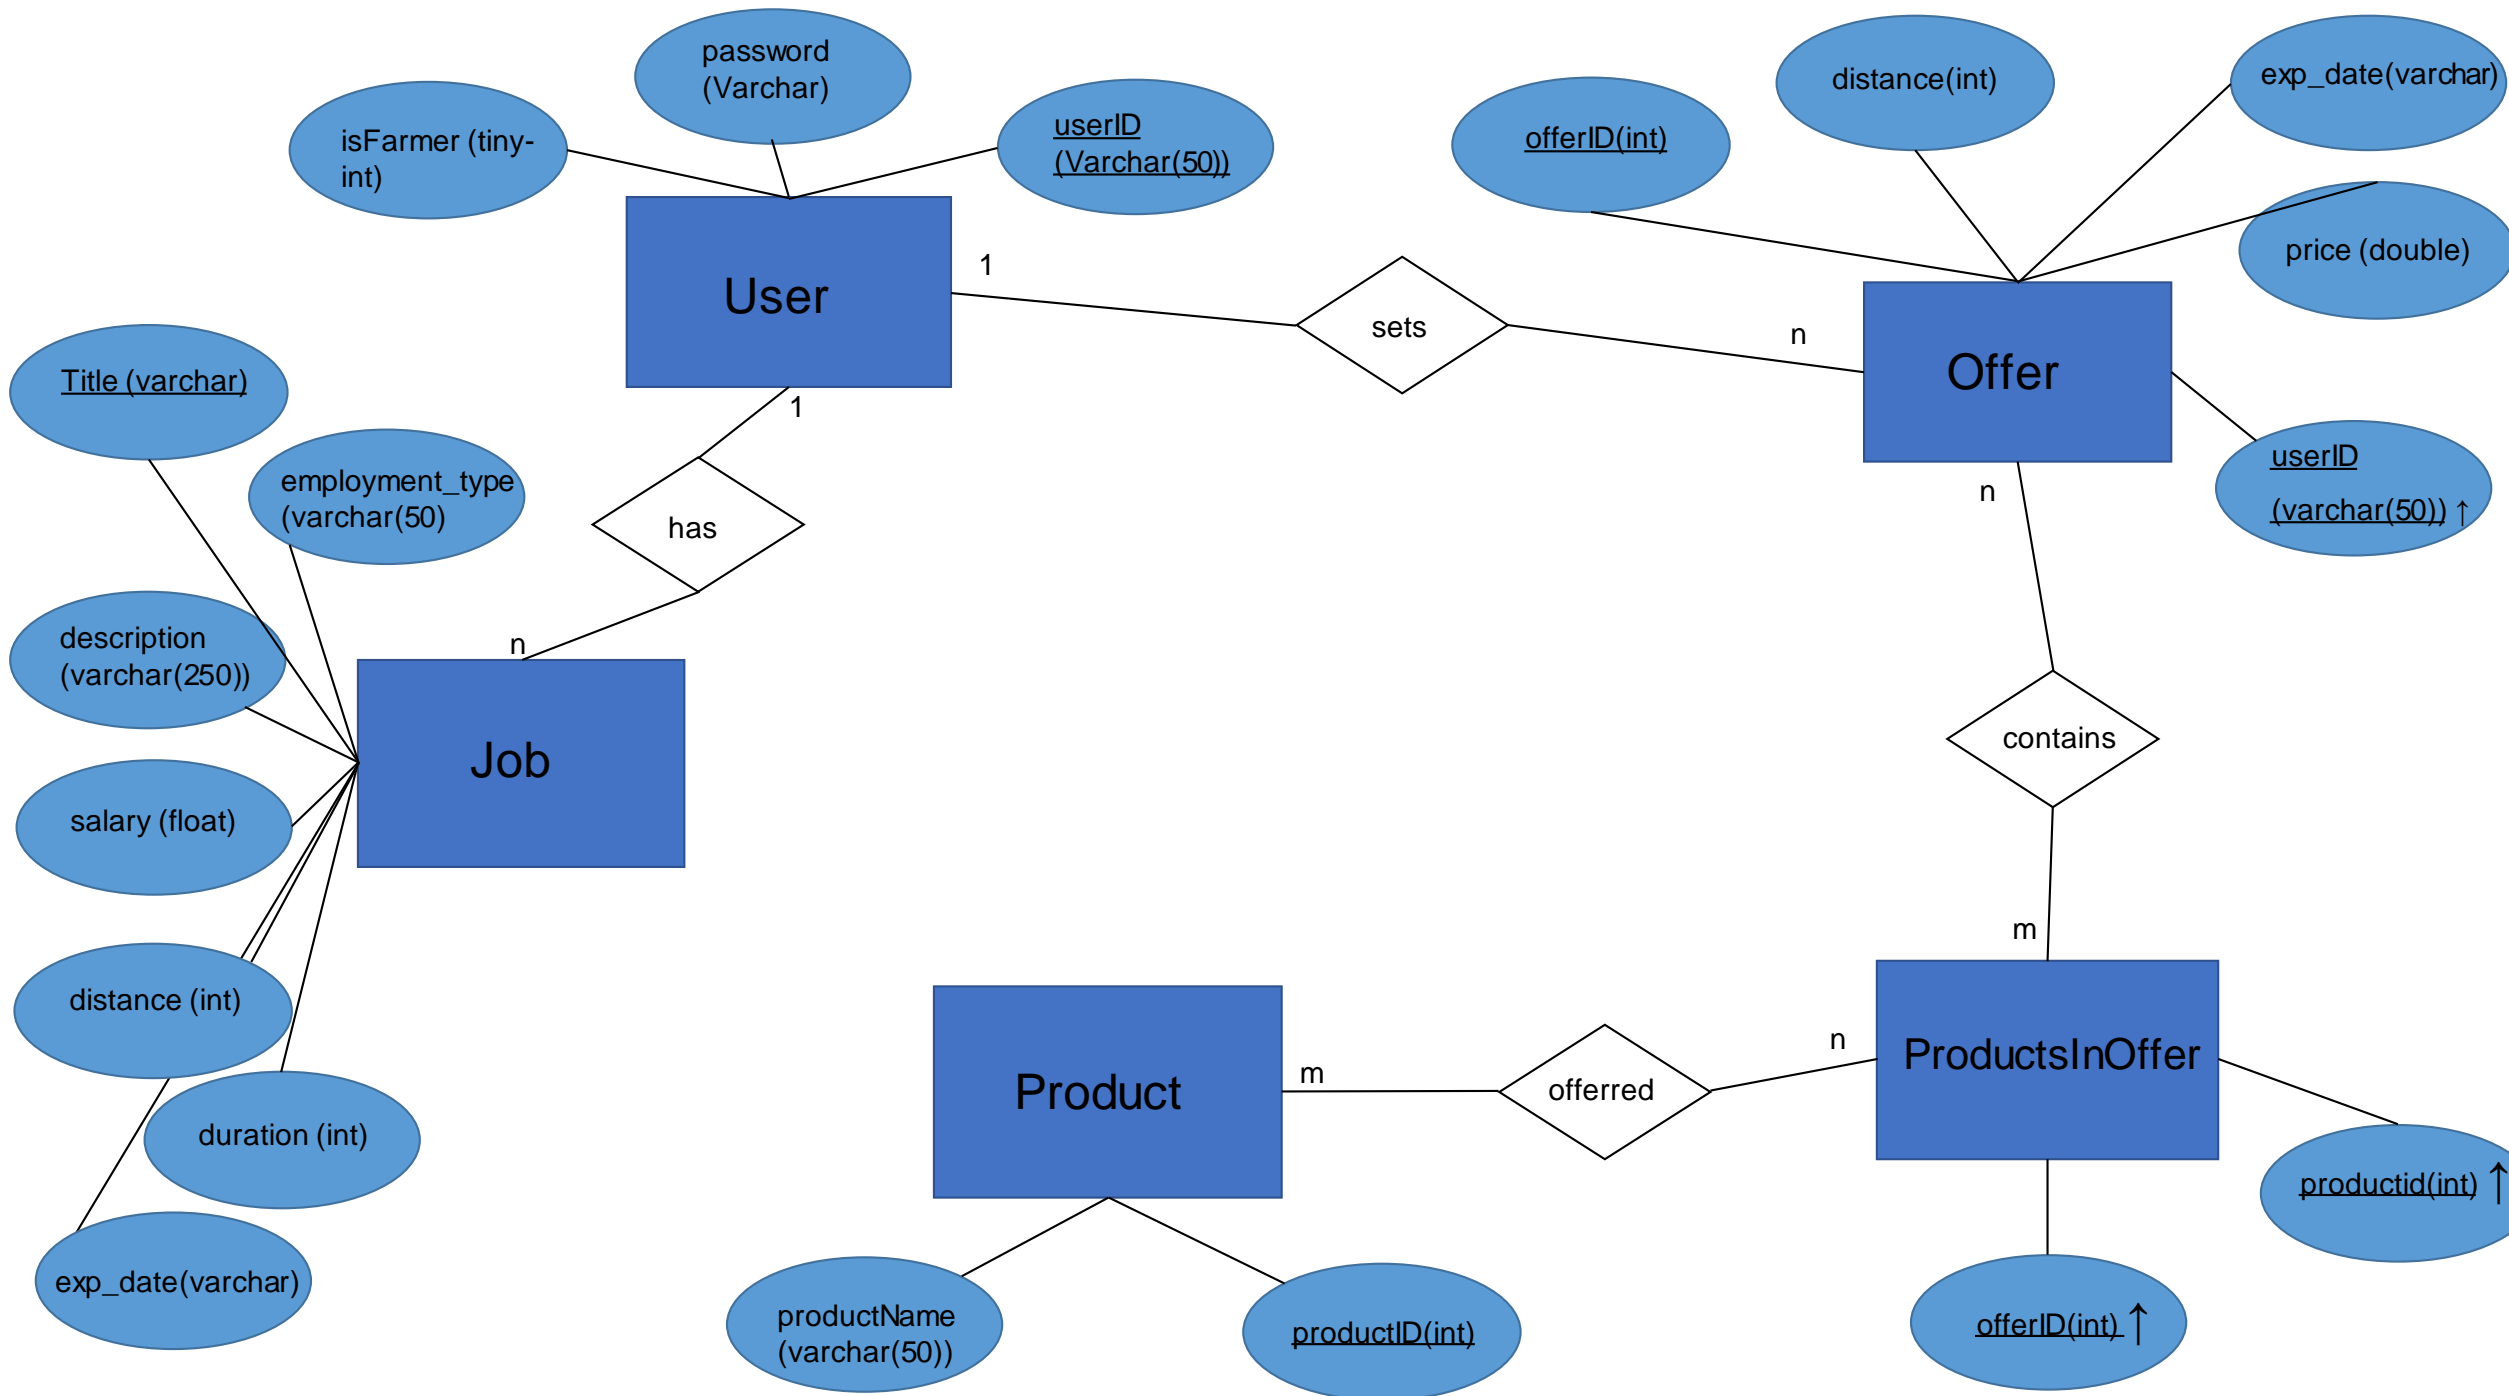 password
(Varchar)
isFarmer (tiny-
int)
userID
(Varchar(50))
offerID(int)
distance(int)
exp_date(varchar)
price (double)
User
1
sets
n
Offer
userID
(varchar(50)) ↑
Title (varchar)
employment_type
(varchar(50)
1
has
n
n
description
(varchar(250))
Job
salary (float)
contains
m
distance (int)
duration (int)
exp_date(varchar)
Product
m
offerred
n
ProductsInOffer
productid(int) ↑
offerID(int) ↑
productName
(varchar(50))
productID(int)